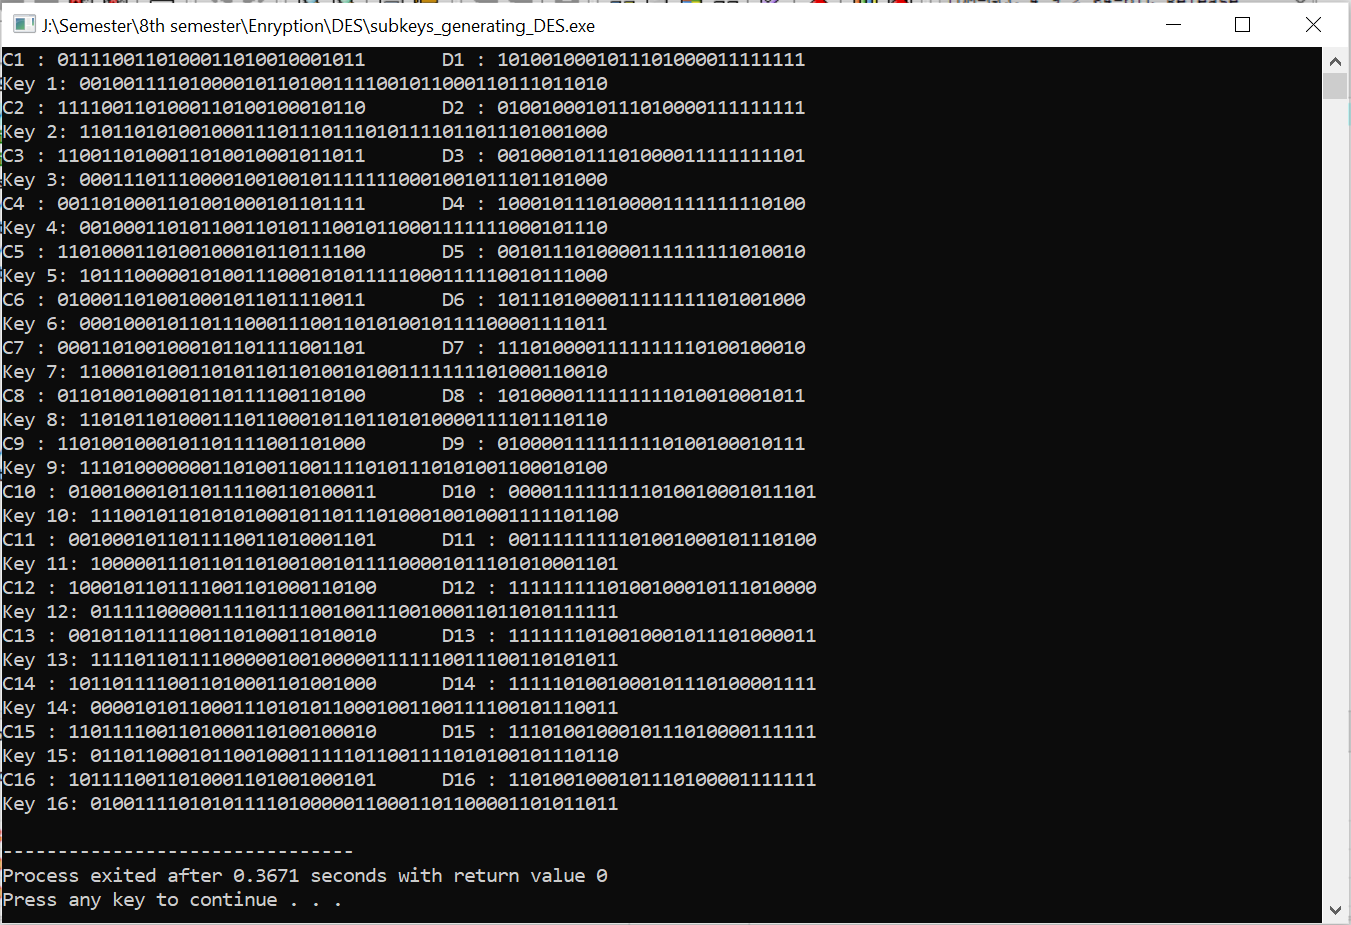 J:\Semester\8th semester\Enryption\DES\subkeys_generating_DES.exe
C1 : 0111100110100011010010001011 D1 : 1010010001011101000011111111
Key 1: 001001111010000101101001111001011000110111011010
C2 : 1111001101000110100100010110 D2 : 0100100010111010000111111111
Key 2: 110110101001000111011101110101111011011101001000
C3 : 1100110100011010010001011011 D3 : 0010001011101000011111111101
Key 3: 000111011100001001001011111110001001011101101000
C4 : 0011010001101001000101101111 D4 : 1000101110100001111111110100
Key 4: 001000110101100110101110010110001111111000101110
C5 : 1101000110100100010110111100 D5 : 0010111010000111111111010010
Key 5: 101110000010100111000101011111000111110010111000
C6 : 0100011010010001011011110011 D6 : 1011101000011111111101001000
Key 6: 000100010110111000111001101010010111100001111011
C7 : 0001101001000101101111001101 D7 : 1110100001111111110100100010
Key 7: 110001010011010110110100101001111111101000110010
C8 : 0110100100010110111100110100 D8 : 1010000111111111010010001011
Key 8: 110101101000111011000101101101010000111101110110
C9 : 1101001000101101111001101000 D9 : 0100001111111110100100010111
Key 9: 111010000000110100110011110101110101001100010100
C10 : 0100100010110111100110100011 D10 : 0000111111111010010001011101
Key 10: 111001011010101000101101110100010010001111101100
C11 : 0010001011011110011010001101 D11 : 0011111111101001000101110100
Key 11: 100000111011011010010010111100001011101010001101
C12 : 1000101101111001101000110100 D12 : 1111111110100100010111010000
Key 12: 011111100000111101111001001110010001101101011111
C13 : 0010110111100110100011010010 D13 : 1111111010010001011101000011
Key 13: 111101101111000001001000001111110011100110101011
C14 : 1011011110011010001101001000 D14 : 1111101001000101110100001111
Key 14: 000010101100011101010110001001100111100101110011
C15 : 1101111001101000110100100010 D15 : 1110100100010111010000111111
Key 15: 011011000101100100011111011001111010100101110110
C16 : 1011110011010001101001000101 D16 : 1101001000101110100001111111
Key 16: 010011110101011110100000110001101100001101011011
--------------------------------
Process exited after 0.3671 seconds with return value 0
Press any key to continue . . .